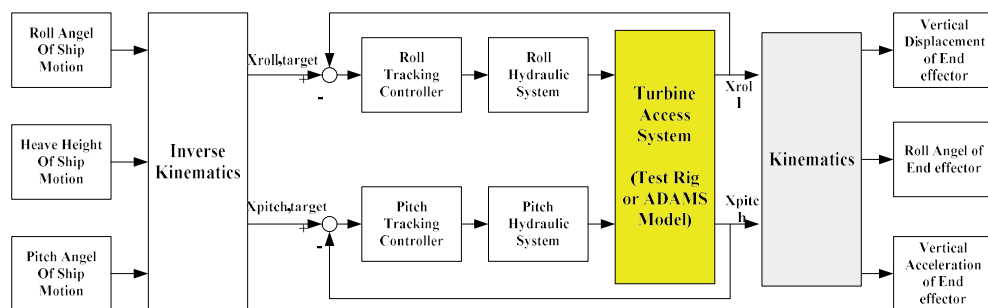 Roll Angel
Of Ship
Motion
Heave Height
Of Ship
Motion
Pitch Angel
Of Ship
Motion
Inverse
Kinematics
Xroll,target
+
-
Roll
Tracking
Controller
Roll
Hydraulic
System
Xpitch,target
+
-
Pitch
Tracking
Controller
Pitch
Hydraulic
System
Turbine
Access
System
(Test Rig
or ADAMS
Model)
Xrol
l
Xpitc
h
Kinematics
Vertical
Displacement
of End
effector
Roll Angel of
End effector
Vertical
Acceleration
of End
effector